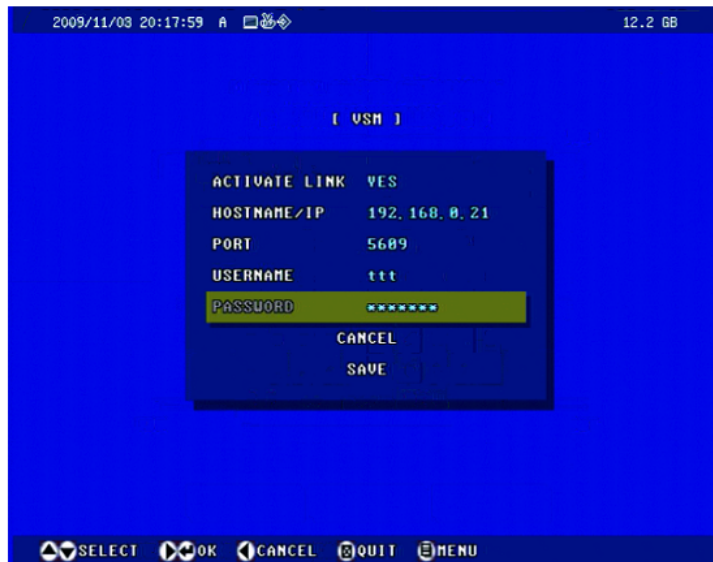 2009/11/03 20:17:59 A 12.2 GB
[ VSM ]
ACTIVATE LINK YES
HOSTNAME/IP 192.168.0.21
PORT 5609
USERNAME ttt
PASSWORD *******
CANCEL
SAVE
SELECT OK CANCEL QUIT MENU